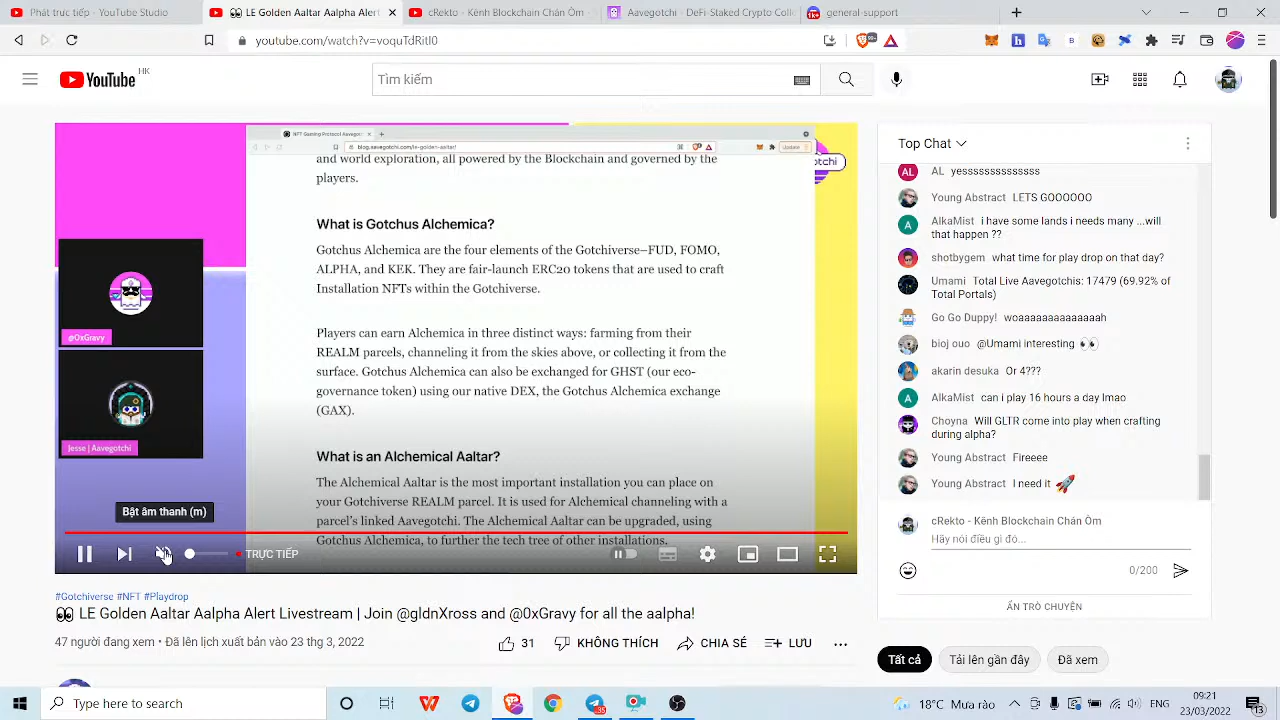 Phát trực tiếp - YouTube Studio
LE Golden Aaltar Aalpha Alert
cRekto - Kênh Blockchain Chán Ôm -
Aavegotchi - DeFi-Staked Crypto Coll
general-support
youtube.com/watch?v=voquTdRitI0
YouTube HK
Tìm kiếm
NFT Gaming Protocol Aavegotc
blog.aavegotchi.com/le-golden-aaltar/
Update
and world exploration, all powered by the Blockchain and governed by the
players.
What is Gotchus Alchemica?
Gotchus Alchemica are the four elements of the Gotchiverse—FUD, FOMO,
ALPHA, and KEK. They are fair-launch ERC20 tokens that are used to craft
Installation NFTs within the Gotchiverse.
Players can earn Alchemica in three distinct ways: farming from their
REALM parcels, channeling it from the skies above, or collecting it from the
surface. Gotchus Alchemica can also be exchanged for GHST (our eco-
governance token) using our native DEX, the Gotchus Alchemica exchange
(GAX).
What is an Alchemical Aaltar?
The Alchemical Aaltar is the most important installation you can place on
your Gotchiverse REALM parcel. It is used for Alchemical channeling with a
parcel's linked Aavegotchi. The Alchemical Aaltar can be upgraded, using
Gotchus Alchemica, to further the tech tree of other installations.
@0xGravy
Jesse | Aavegotchi
otchi
Bật âm thanh (m)
TRỰC TIẾP
#Gotchiverse #NFT #Playdrop
👀 LE Golden Aaltar Aalpha Alert Livestream | Join @gldnXross and @0xGravy for all the aalpha!
47 người đang xem • Đã lên lịch xuất bản vào 23 thg 3, 2022
31
KHÔNG THÍCH
CHIA SẺ
LƯU
Top Chat
AL yesssssssssssss
Young Abstract LETS GOOOOOO
AlkaMist i have some lands i needs many ...will
that happen ??
shotbygem what time for play drop on that day?
Umami Total Live Aavegotchis: 17479 (69.92% of
Total Portals)
Go Go Duppy! woaaaaaaaaaaaaah
bioj ouo @Umami interesting 👀
akarin desuka Or 4???
AlkaMist can i play 16 hours a day lmao
Choyna Will GLTR come into play when crafting
during alpha?
Young Abstract Fireeee
Young Abstract I need it 🚀
cRekto - Kênh Blockchain Chán Ôm
Hãy nói điều gì đó...
0/200
ẨN TRÒ CHUYỆN
Tất cả
Tải lên gần đây
Đã xem
Type here to search
18°C Mưa rào
ENG
09:21
23/03/2022